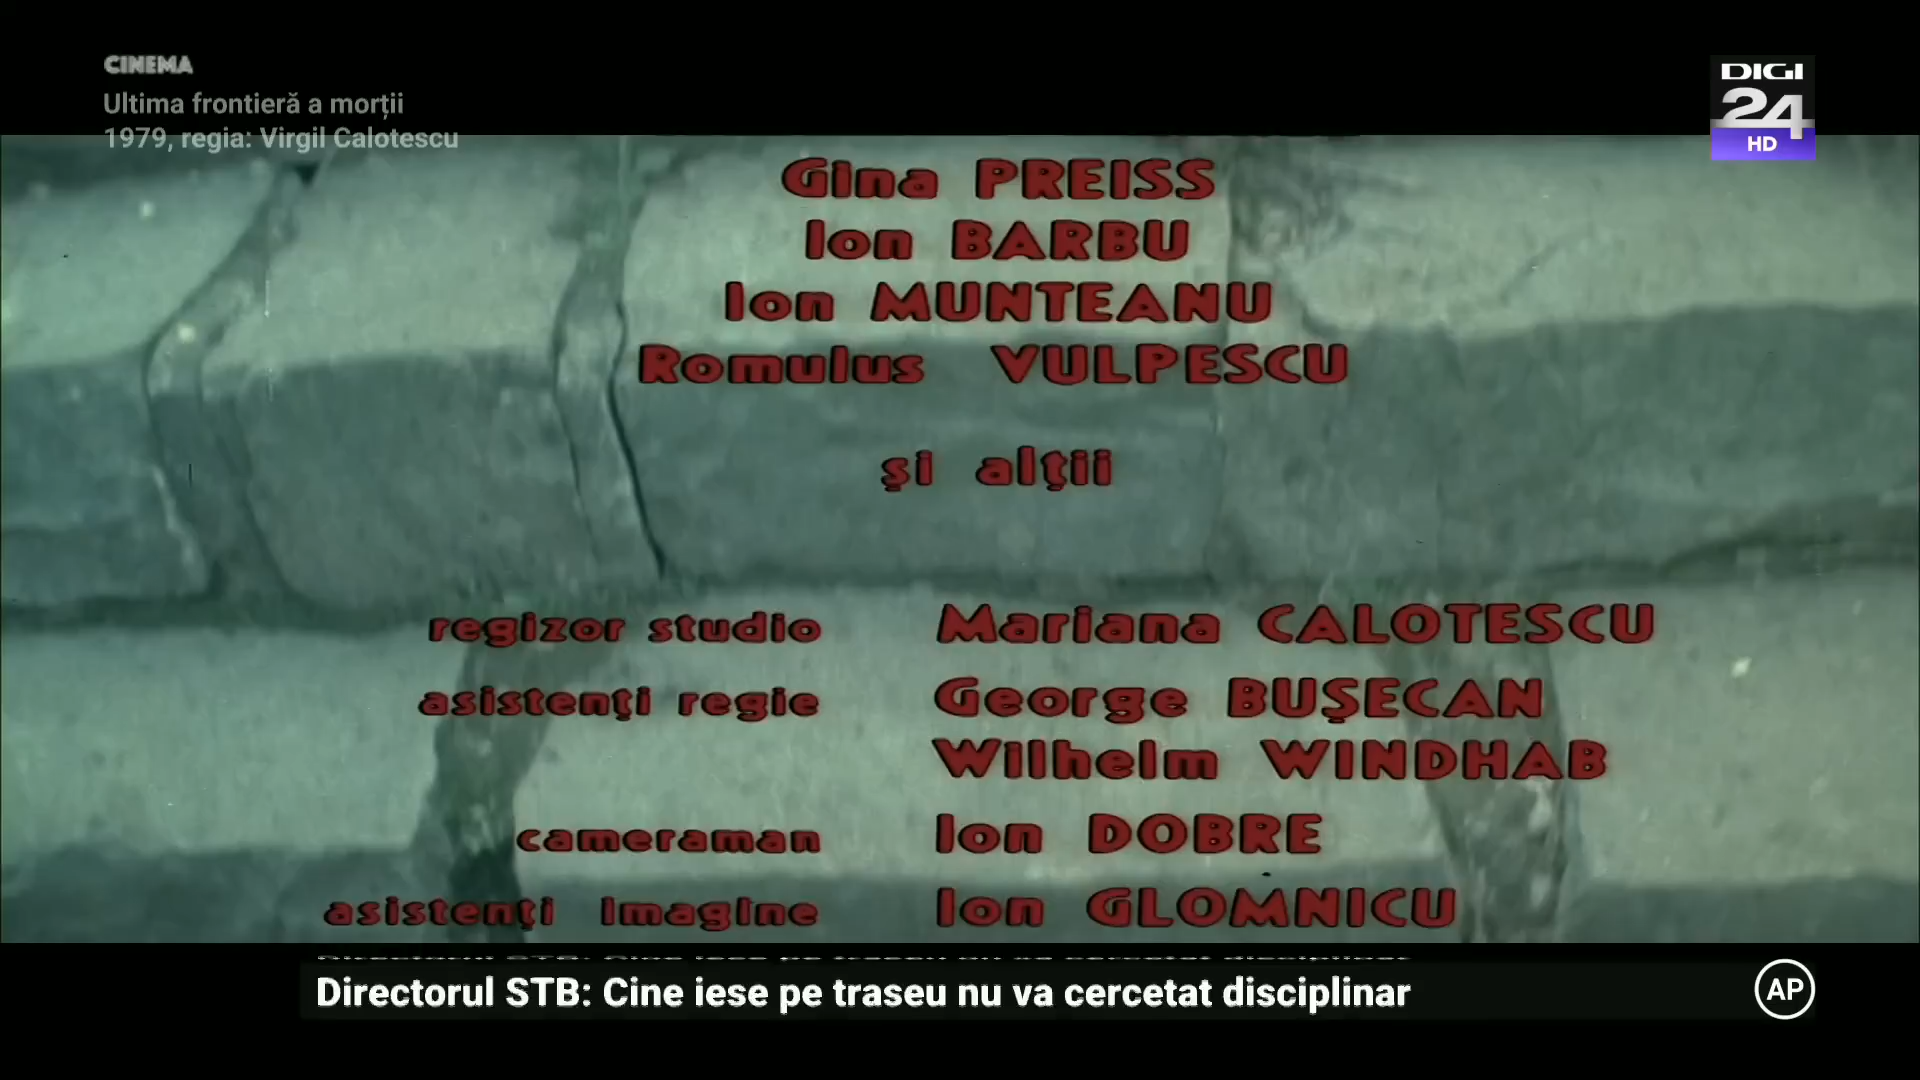 CINEMA
Ultima frontieră a morții
1979, regia: Virgil Calotescu
DIGI
24
HD
Gina PREISS
Ion BARBU
Ion MUNTEANU
Romulus VULPESCU
şi alţii
regizor studio Mariana CALOTESCU
asistenţi regie George BUŞECAN
Wilhelm WINDHAB
cameraman Ion DOBRE
asistenţi imagine Ion GLOMNICU
Directorul STB: Cine iese pe traseu nu va cercetat disciplinar
AP